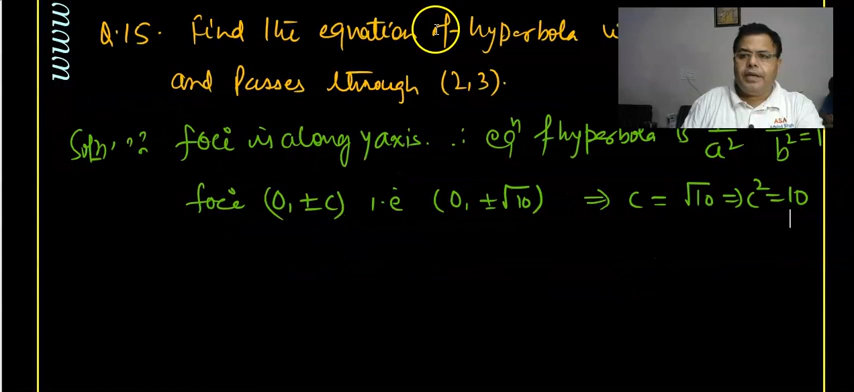 www
Q.15. Find the equation of hyperbola
and Passes through (2,3).
Soln. ∵ foci is along y axis. ∴ eqⁿ of hyperbola is /a² /b² = 1
foci (0, ±c) i.e (0, ±√10) ⇒ c = √10 ⇒ c² = 10
ASA